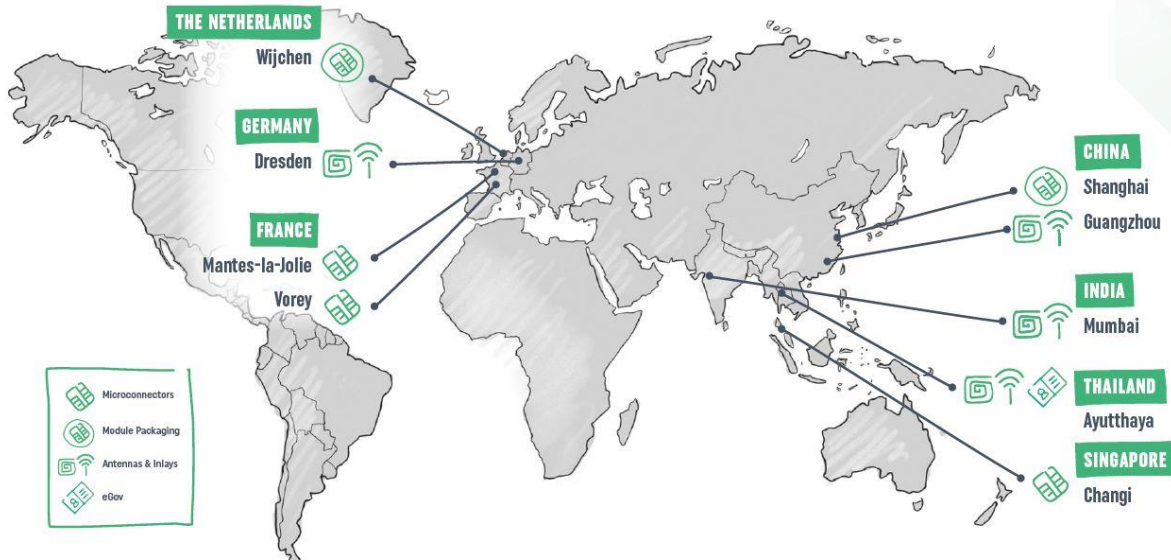 THE NETHERLANDS
Wijchen
GERMANY
Dresden
FRANCE
Mantes-la-Jolie
Vorey
CHINA
Shanghai
Guangzhou
INDIA
Mumbai
THAILAND
Ayutthaya
SINGAPORE
Changi
Microconnectors
Module Packaging
Antennas & Inlays
eGov